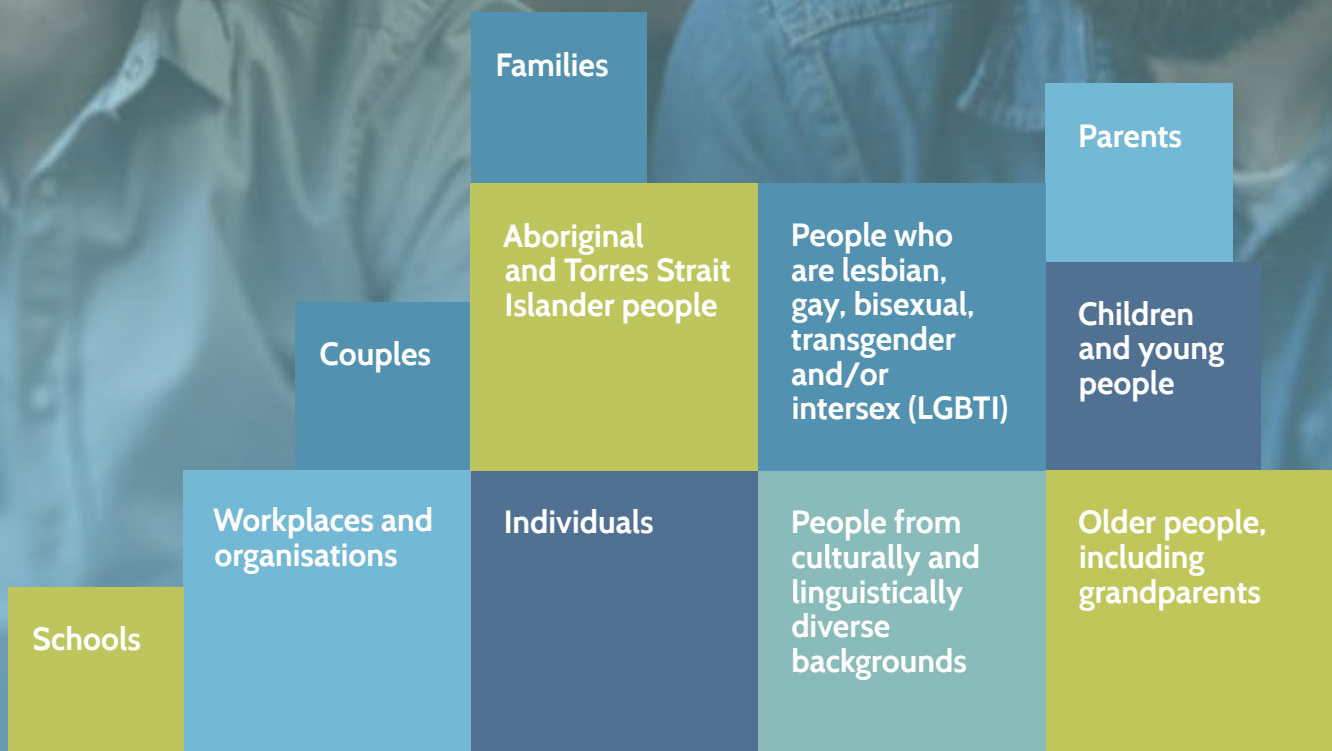 Families
Parents
Aboriginal
and Torres Strait
Islander people
People who
are lesbian,
gay, bisexual,
transgender
and/or
intersex (LGBTI)
Children
and young
people
Couples
Workplaces and
organisations
Individuals
People from
culturally and
linguistically
diverse
backgrounds
Older people,
including
grandparents
Schools